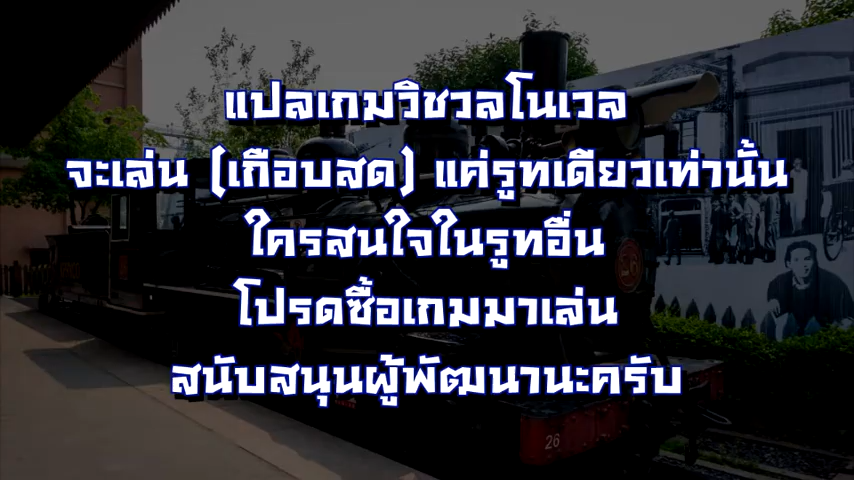 แปลเกมวิชวลโนเวล
จะเล่น (เกือบสด) แค่รูทเดียวเท่านั้น
ใครสนใจในรูทอื่น
โปรดซื้อเกมมาเล่น
สนับสนุนผู้พัฒนานะครับ
26